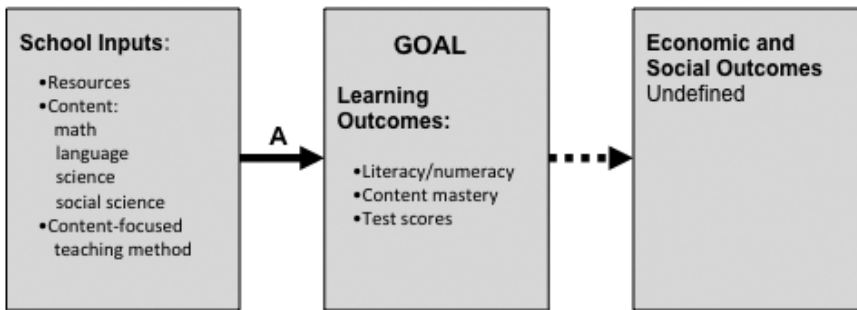 School Inputs:
•Resources
•Content:
math
language
science
social science
•Content-focused
teaching method
A
GOAL
Learning
Outcomes:
•Literacy/numeracy
•Content mastery
•Test scores
Economic and
Social Outcomes
Undefined